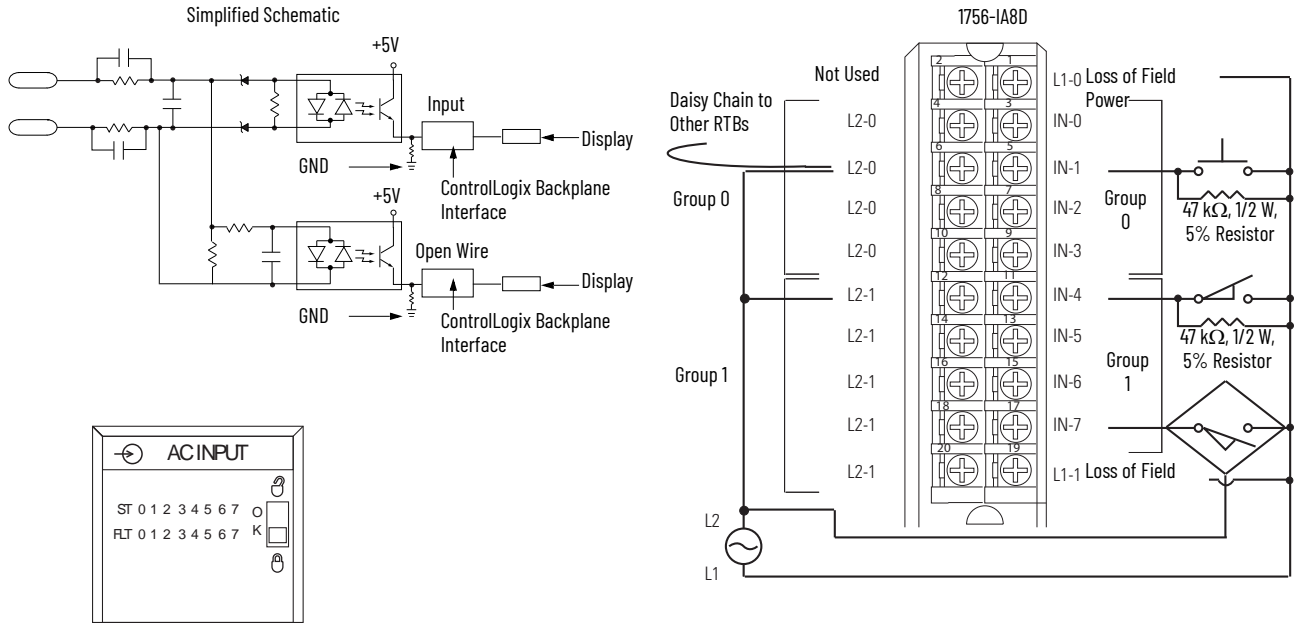 Simplified Schematic
+5V
Input
Display
GND
ControlLogix Backplane
Interface
+5V
Open Wire
Display
GND
ControlLogix Backplane
Interface
AC INPUT
ST 0 1 2 3 4 5 6 7
FLT 0 1 2 3 4 5 6 7
O
K
1756-IA8D
Not Used
2
1
L1-0 Loss of Field
Power
Daisy Chain to
Other RTBs
L2-0
4
3
IN-0
L2-0
6
5
IN-1
Group 0
L2-0
8
7
IN-2
Group
0
47 kΩ, 1/2 W,
5% Resistor
L2-0
10
9
IN-3
L2-1
12
11
IN-4
L2-1
14
13
IN-5
47 kΩ, 1/2 W,
5% Resistor
Group 1
L2-1
16
15
IN-6
Group
1
L2-1
18
17
IN-7
L2-1
20
19
L1-1 Loss of Field
L2
L1